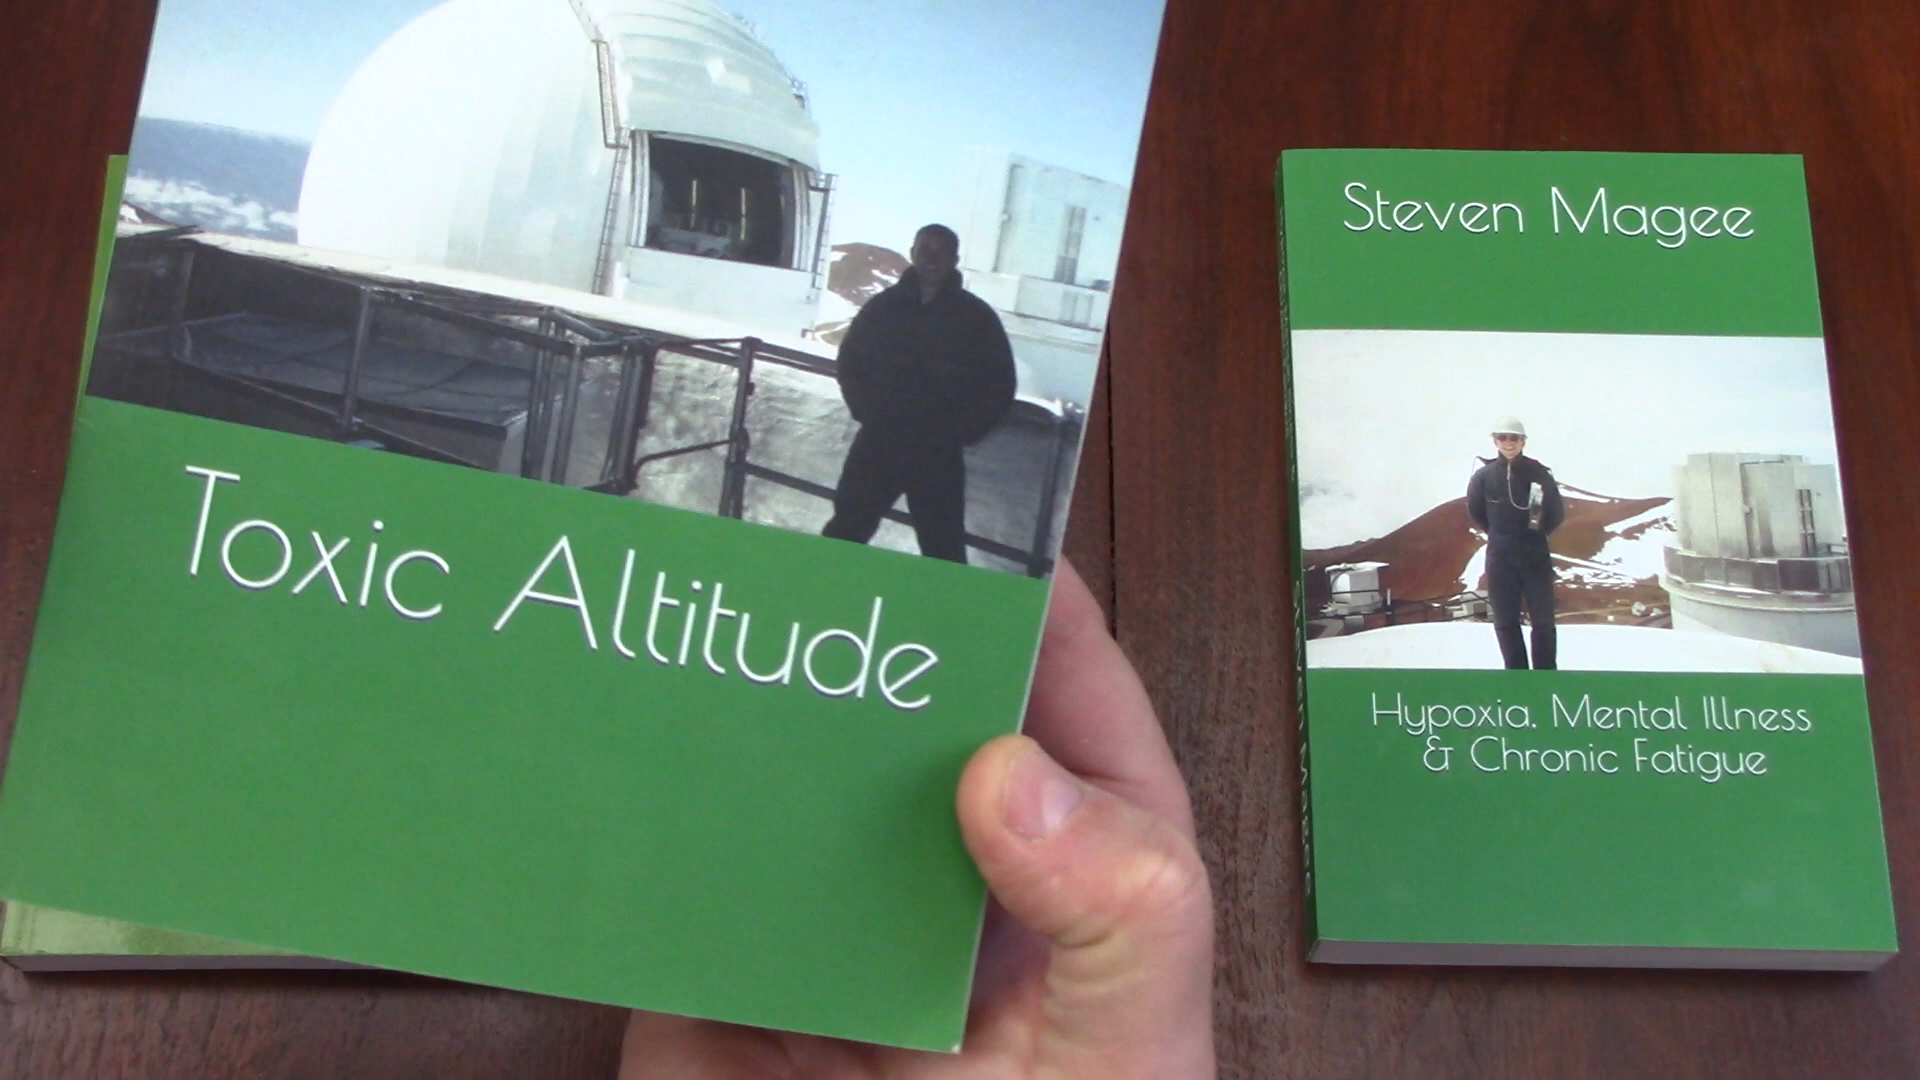 Toxic Altitude
Steven Magee
Hypoxia, Mental Illness
& Chronic Fatigue